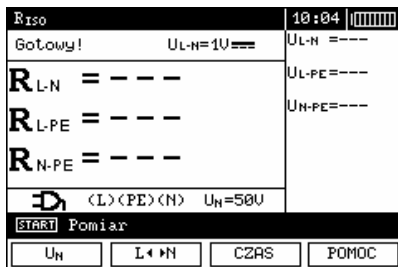 RISO 10:04
Gotowy! UL-N=1V
UL-N =---
UL-PE=---
UN-PE=---
RL-N = ---
RL-PE = ---
RN-PE = ---
(L)(PE)(N) UN=50V
START Pomiar
UN L◄►N CZAS POMOC